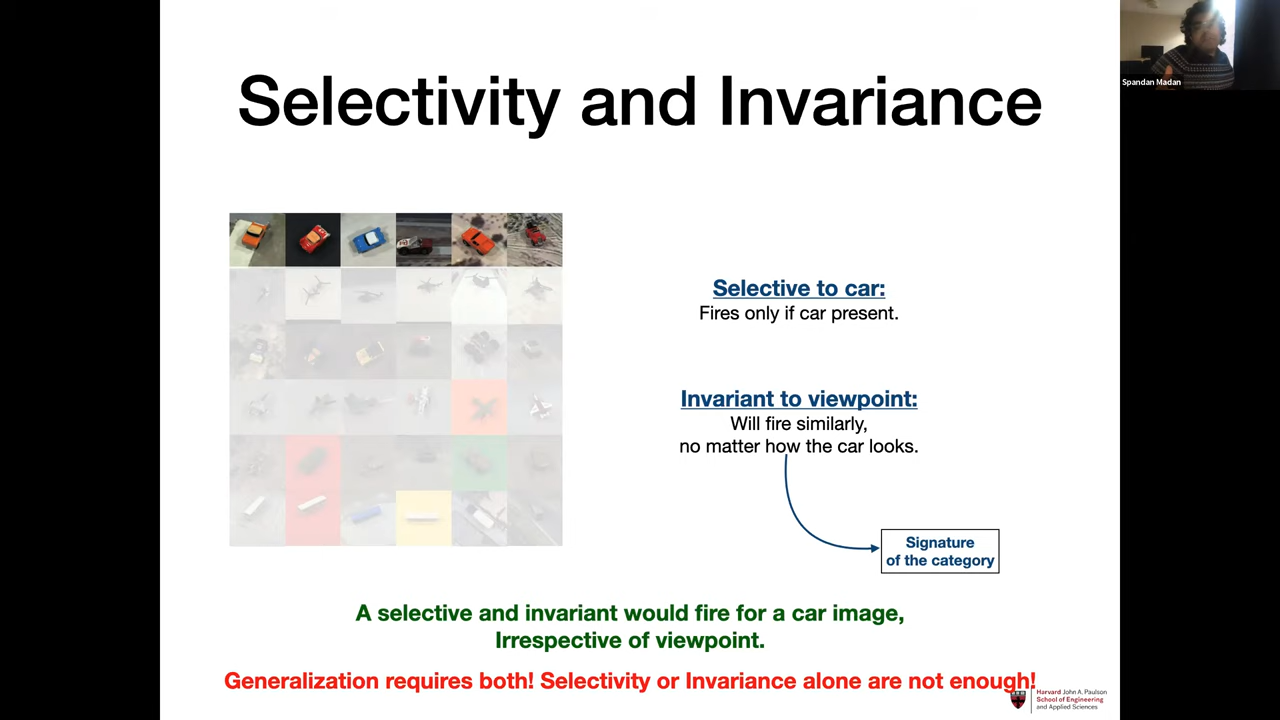 Selectivity and Invariance
Spandan Madan
Selective to car:
Fires only if car present.
Invariant to viewpoint:
Will fire similarly,
no matter how the car looks.
Signature
of the category
A selective and invariant would fire for a car image,
Irrespective of viewpoint.
Generalization requires both! Selectivity or Invariance alone are not enough!
Harvard John A. Paulson
School of Engineering
and Applied Sciences